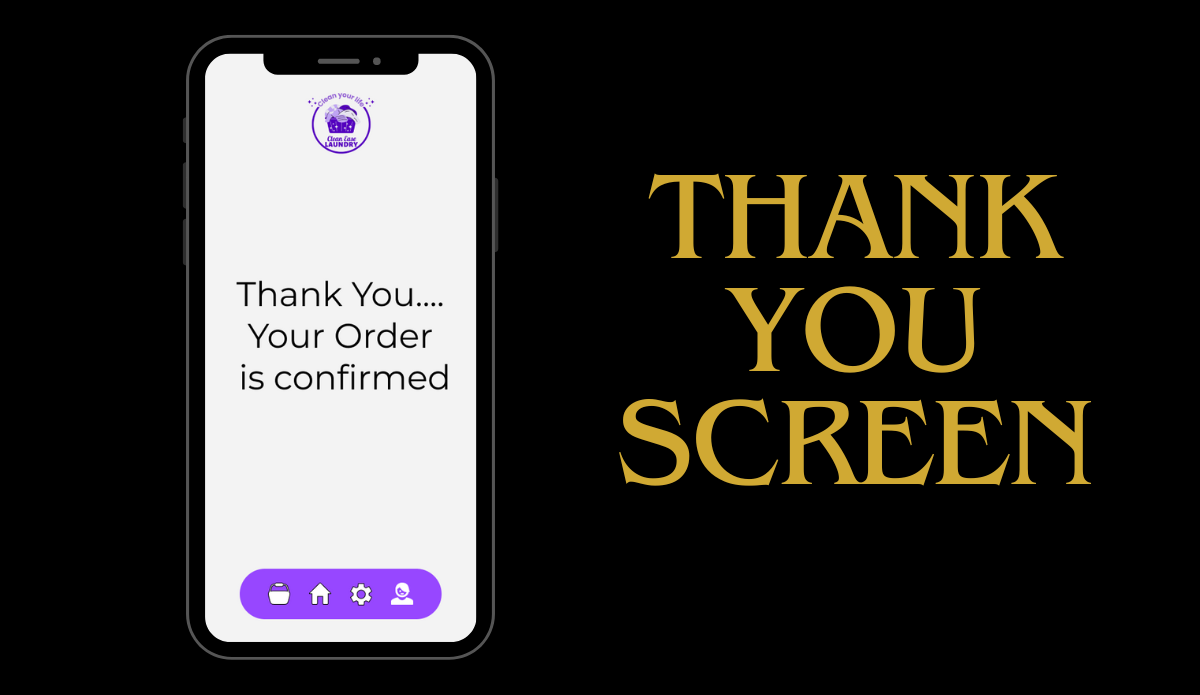 Clean your life
Clean Ease
LAUNDRY
Thank You....
Your Order
is confirmed
THANK
YOU
SCREEN